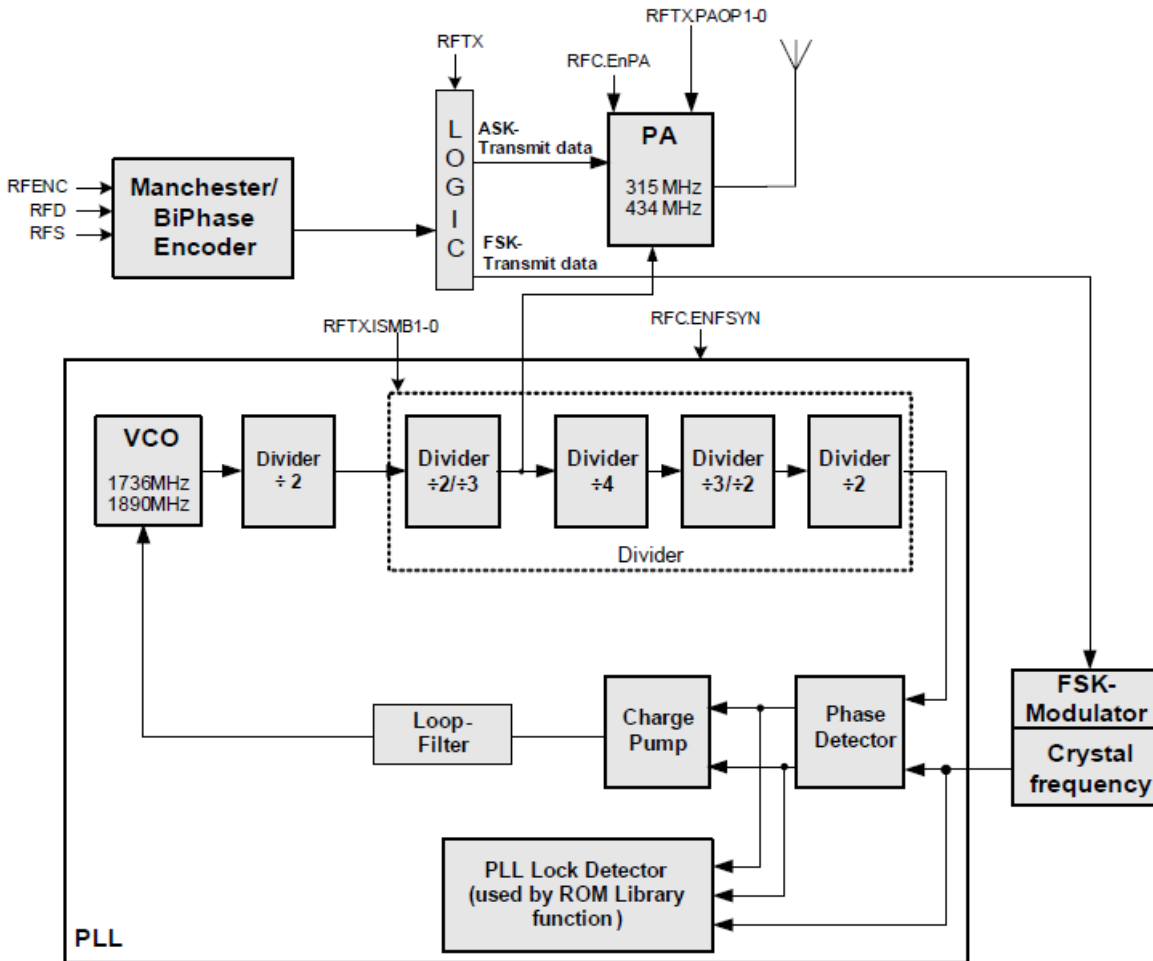 RFTX.PAOP1-0
RFTX
RFC.EnPA
LOGIC
ASK-
Transmit data
PA
315 MHz
434 MHz
RFENC
RFD
RFS
Manchester/
BiPhase
Encoder
FSK-
Transmit data
RFTX.ISMB1-0
RFC.ENFSYN
VCO
1736MHz
1890MHz
Divider
÷ 2
Divider
÷2/÷3
Divider
÷4
Divider
÷3/÷2
Divider
÷2
Divider
Loop-
Filter
Charge
Pump
Phase
Detector
FSK-
Modulator
Crystal
frequency
PLL Lock Detector
(used by ROM Library
function)
PLL